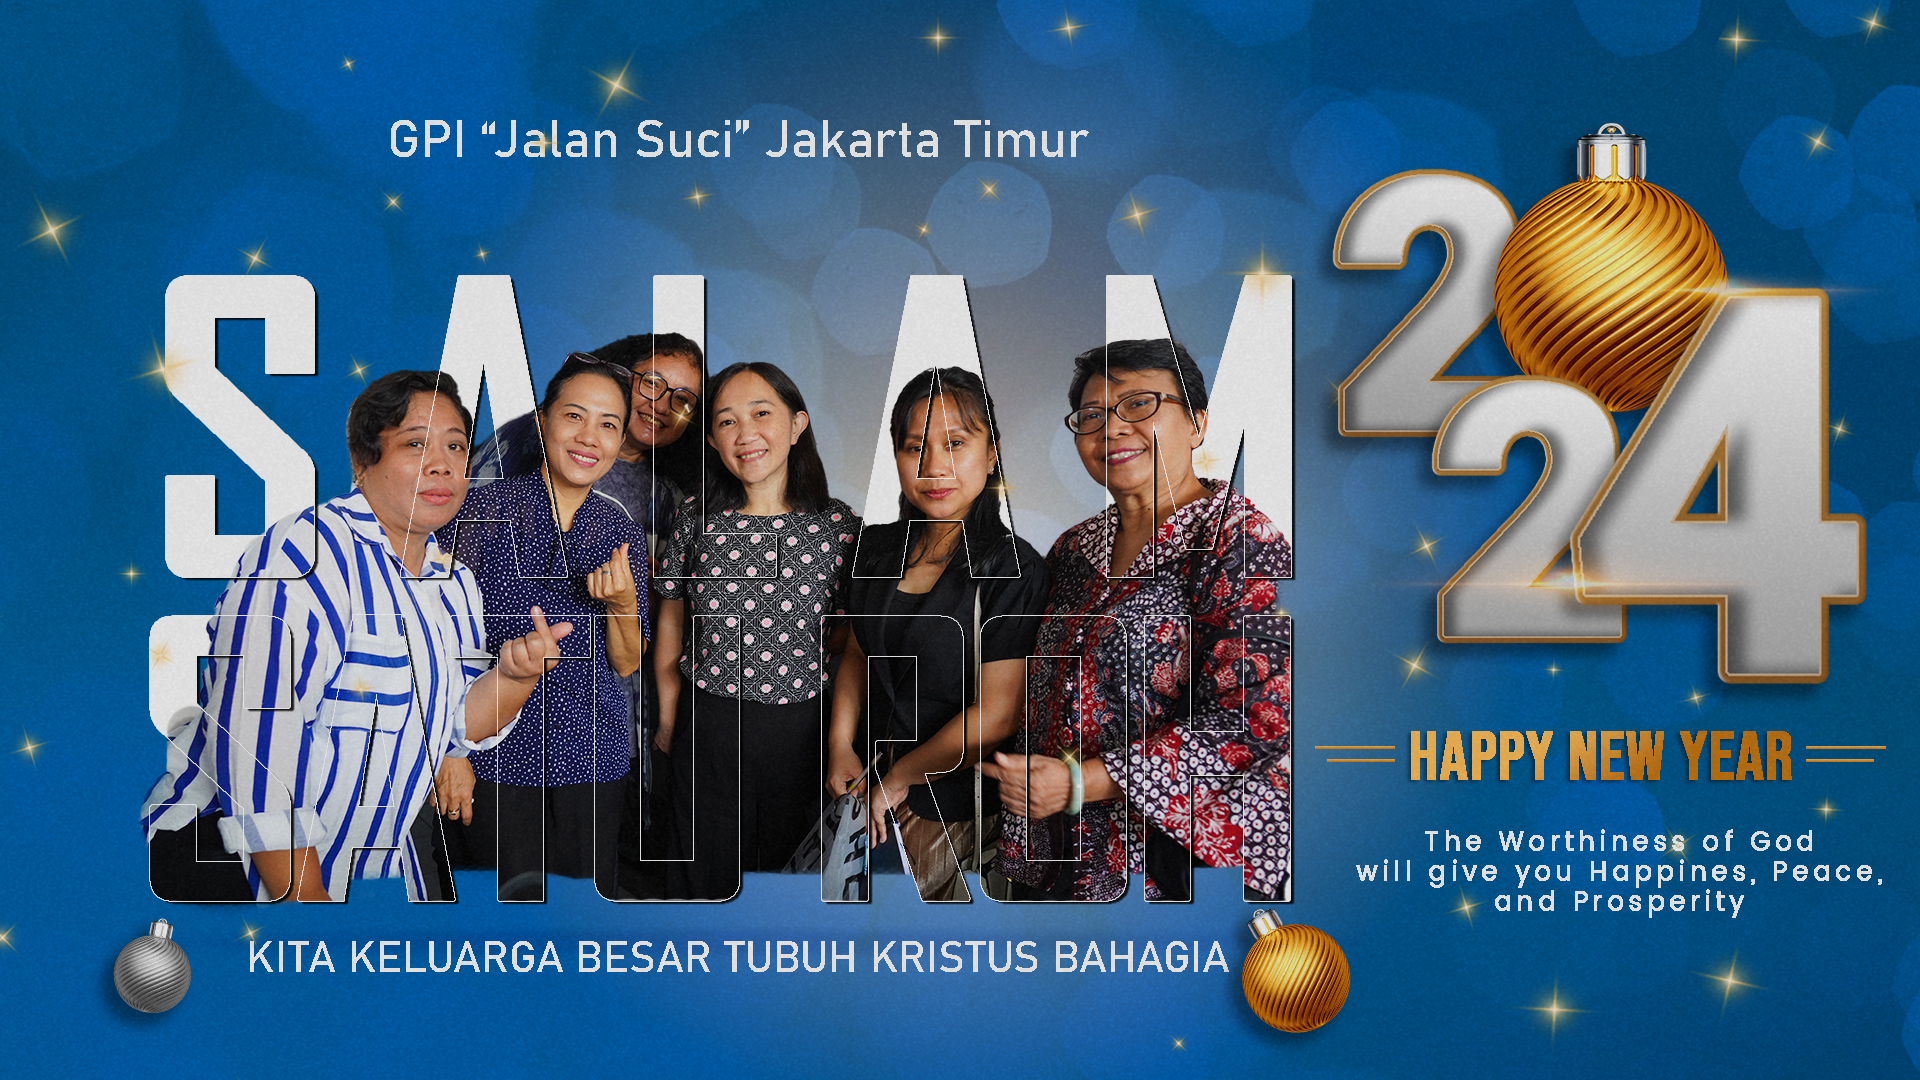 GPI “Jalan Suci” Jakarta Timur
SALAM
SATU ROH
KITA KELUARGA BESAR TUBUH KRISTUS BAHAGIA
2024
HAPPY NEW YEAR
The Worthiness of God
will give you Happines, Peace,
and Prosperity